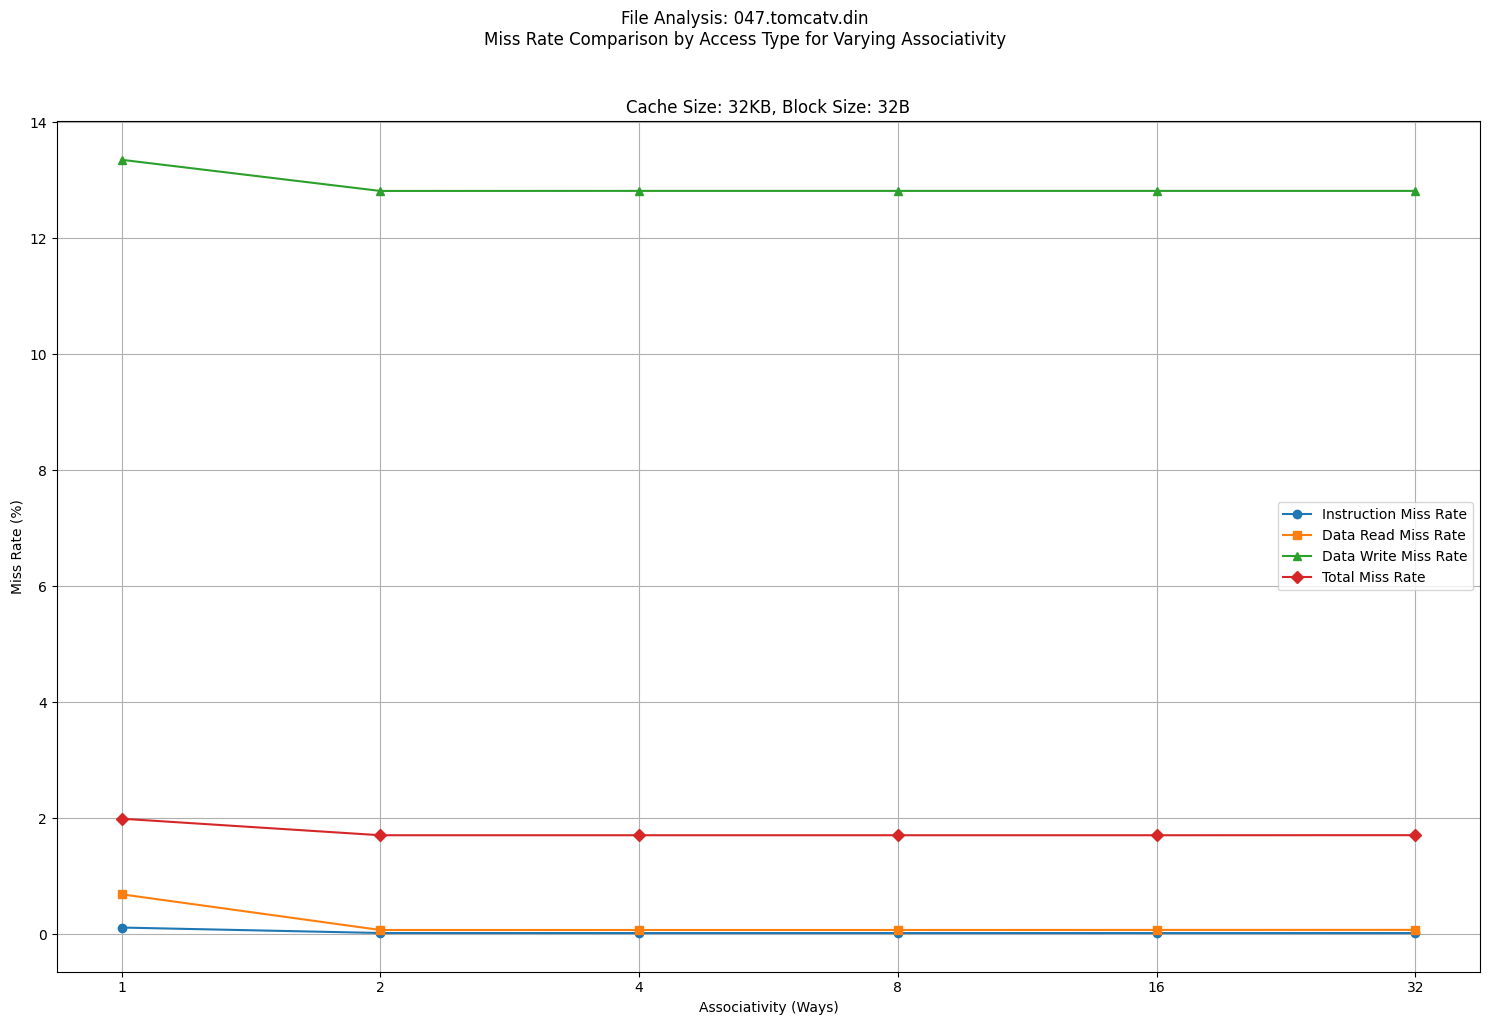 File Analysis: 047.tomcatv.din
Miss Rate Comparison by Access Type for Varying Associativity
Cache Size: 32KB, Block Size: 32B
14
12
10
8
6
4
2
0
Miss Rate (%)
Instruction Miss Rate
Data Read Miss Rate
Data Write Miss Rate
Total Miss Rate
1 2 4 8 16 32
Associativity (Ways)